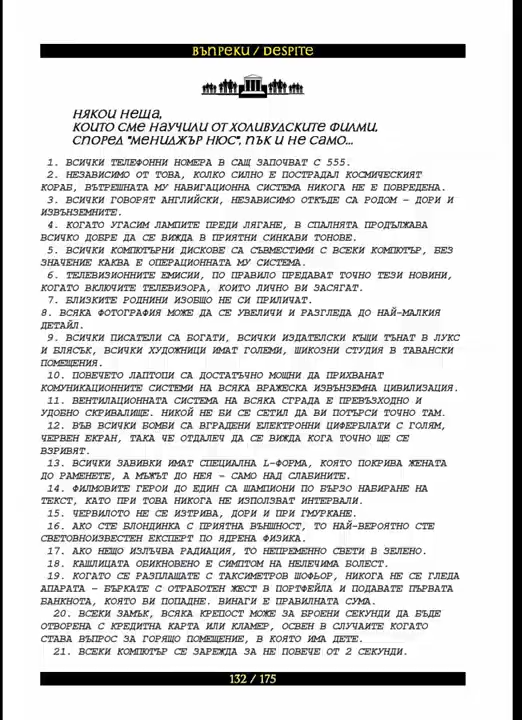 ВЪПРЕКИ / DESPITE
НЯКОИ НЕЩА,
КОИТО СМЕ НАУЧИЛИ ОТ ХОЛИВУДСКИТЕ ФИЛМИ,
СПОРЕД "МЕНИДЖЪР НЮС", ПЪК И НЕ САМО...
1. ВСИЧКИ ТЕЛЕФОННИ НОМЕРА В САЩ ЗАПОЧВАТ С 555.
2. НЕЗАВИСИМО ОТ ТОВА, КОЛКО СИЛНО Е ПОСТРАДАЛ КОСМИЧЕСКИЯТ
КОРАБ, ВЪТРЕШНАТА МУ НАВИГАЦИОННА СИСТЕМА НИКОГА НЕ Е ПОВРЕДЕНА.
3. ВСИЧКИ ГОВОРЯТ АНГЛИЙСКИ, НЕЗАВИСИМО ОТКЪДЕ СА РОДОМ – ДОРИ И
ИЗВЪНЗЕМНИТЕ.
4. КОГАТО УГАСИМ ЛАМПИТЕ ПРЕДИ ЛЯГАНЕ, В СПАЛНЯТА ПРОДЪЛЖАВА
ВСИЧКО ДОБРЕ ДА СЕ ВИЖДА В ПРИЯТНИ СИНКАВИ ТОНОВЕ.
5. ВСИЧКИ КОМПЮТЪРНИ ДИСКОВЕ СА СЪВМЕСТИМИ С ВСЕКИ КОМПЮТЪР, БЕЗ
ЗНАЧЕНИЕ КАКВА Е ОПЕРАЦИОННАТА МУ СИСТЕМА.
6. ТЕЛЕВИЗИОННИТЕ ЕМИСИИ, ПО ПРАВИЛО ПРЕДАВАТ ТОЧНО ТЕЗИ НОВИНИ,
КОГАТО ВКЛЮЧИТЕ ТЕЛЕВИЗОРА, КОИТО ЛИЧНО ВИ ЗАСЯГАТ.
7. БЛИЗКИТЕ РОДНИНИ ИЗОБЩО НЕ СИ ПРИЛИЧАТ.
8. ВСЯКА ФОТОГРАФИЯ МОЖЕ ДА СЕ УВЕЛИЧИ И РАЗГЛЕДА ДО НАЙ-МАЛКИЯ
ДЕТАЙЛ.
9. ВСИЧКИ ПИСАТЕЛИ СА БОГАТИ, ВСИЧКИ ИЗДАТЕЛСКИ КЪЩИ ТЪНАТ В ЛУКС
И БЛЯСЪК, ВСИЧКИ ХУДОЖНИЦИ ИМАТ ГОЛЕМИ, ШИКОЗНИ СТУДИЯ В ТАВАНСКИ
ПОМЕЩЕНИЯ.
10. ПОВЕЧЕТО ЛАПТОПИ СА ДОСТАТЪЧНО МОЩНИ ДА ПРИХВАНАТ
КОМУНИКАЦИОННИТЕ СИСТЕМИ НА ВСЯКА ВРАЖЕСКА ИЗВЪНЗЕМНА ЦИВИЛИЗАЦИЯ.
11. ВЕНТИЛАЦИОННАТА СИСТЕМА НА ВСЯКА СГРАДА Е ПРЕВЪЗХОДНО И
УДОБНО СКРИВАЛИЩЕ. НИКОЙ НЕ БИ СЕ СЕТИЛ ДА ВИ ПОТЪРСИ ТОЧНО ТАМ.
12. ВЪВ ВСИЧКИ БОМБИ СА ВГРАДЕНИ ЕЛЕКТРОННИ ЦИФЕРБЛАТИ С ГОЛЯМ,
ЧЕРВЕН ЕКРАН, ТАКА ЧЕ ОТДАЛЕЧ ДА СЕ ВИЖДА КОГА ТОЧНО ЩЕ СЕ
ВЗРИВЯТ.
13. ВСИЧКИ ЗАВИВКИ ИМАТ СПЕЦИАЛНА L-ФОРМА, КОЯТО ПОКРИВА ЖЕНАТА
ДО РАМЕНЕТЕ, А МЪЖЪТ ДО НЕЯ – САМО НАД СЛАБИНИТЕ.
14. ФИЛМОВИТЕ ГЕРОИ ДО ЕДИН СА ШАМПИОНИ ПО БЪРЗО НАБИРАНЕ НА
ТЕКСТ, КАТО ПРИ ТОВА НИКОГА НЕ ИЗПОЛЗВАТ ИНТЕРВАЛИ.
15. ЧЕРВИЛОТО НЕ СЕ ИЗТРИВА, ДОРИ И ПРИ ГМУРКАНЕ.
16. АКО СТЕ БЛОНДИНКА С ПРИЯТНА ВЪНШНОСТ, ТО НАЙ-ВЕРОЯТНО СТЕ
СВЕТОВНОИЗВЕСТЕН ЕКСПЕРТ ПО ЯДРЕНА ФИЗИКА.
17. АКО НЕЩО ИЗЛЪЧВА РАДИАЦИЯ, ТО НЕПРЕМЕННО СВЕТИ В ЗЕЛЕНО.
18. КАШЛИЦАТА ОБИКНОВЕНО Е СИМПТОМ НА НЕЛЕЧИМА БОЛЕСТ.
19. КОГАТО СЕ РАЗПЛАЩАТЕ С ТАКСИМЕТРОВ ШОФЬОР, НИКОГА НЕ СЕ ГЛЕДА
АПАРАТА – БЪРКАТЕ С ОТРАБОТЕН ЖЕСТ В ПОРТФЕЙЛА И ПОДАВАТЕ ПЪРВАТА
БАНКНОТА, КОЯТО ВИ ПОПАДНЕ. ВИНАГИ Е ПРАВИЛНАТА СУМА.
20. ВСЕКИ ЗАМЪК, ВСЯКА КРЕПОСТ МОЖЕ ЗА БРОЕНИ СЕКУНДИ ДА БЪДЕ
ОТВОРЕНА С КРЕДИТНА КАРТА ИЛИ КЛАМЕР, ОСВЕН В СЛУЧАИТЕ КОГАТО
СТАВА ВЪПРОС ЗА ГОРЯЩО ПОМЕЩЕНИЕ, В КОЯТО ИМА ДЕТЕ.
21. ВСЕКИ КОМПЮТЪР СЕ ЗАРЕЖДА ЗА НЕ ПОВЕЧЕ ОТ 2 СЕКУНДИ.
132 / 175